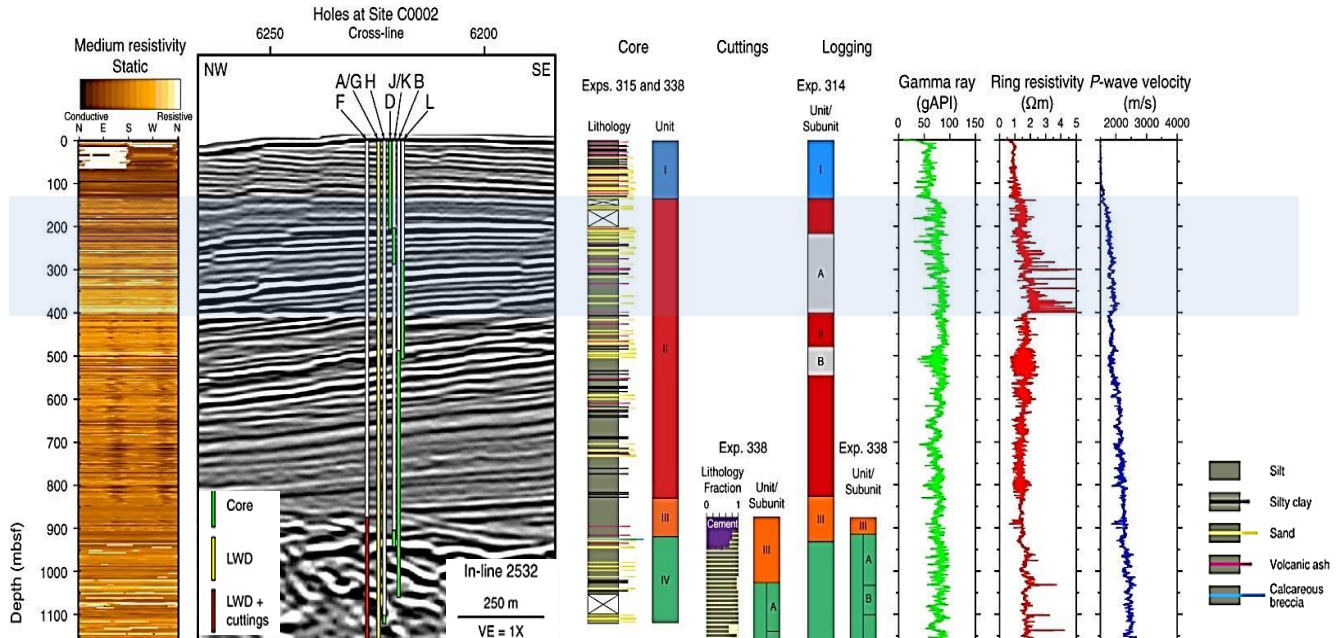 Holes at Site C0002
Cross-line
6250 6200
Medium resistivity
Static
Conductive Resistive
N E S W N
NW SE
A/G H J/K B
F D L
Core Cuttings Logging
Exps. 315 and 338 Exp. 314
Lithology Unit
Unit/
Subunit
Gamma ray
(gAPI)
0 50 100 150
Ring resistivity
(Ωm)
0 1 2 3 4 5
P-wave velocity
(m/s)
2000 3000 4000
Depth (mbsf)
0
100
200
300
400
500
600
700
800
900
1000
1100
I
II
III
IV
I
A
II
B
III
Exp. 338
Lithology
Fraction
0 1
Cement
Unit/
Subunit
III
A
Exp. 338
Unit/
Subunit
III
A
B
Core
LWD
LWD +
cuttings
In-line 2532
250 m
VE = 1X
Silt
Silty clay
Sand
Volcanic ash
Calcareous
breccia